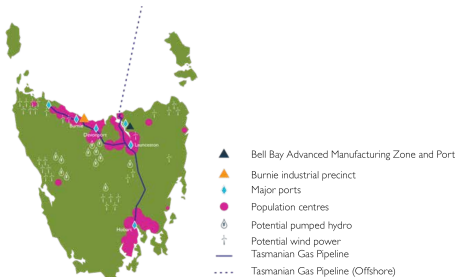 Burnie
Devonport
Launceston
Hobart
Bell Bay Advanced Manufacturing Zone and Port
Burnie industrial precinct
Major ports
Population centres
Potential pumped hydro
Potential wind power
Tasmanian Gas Pipeline
Tasmanian Gas Pipeline (Offshore)